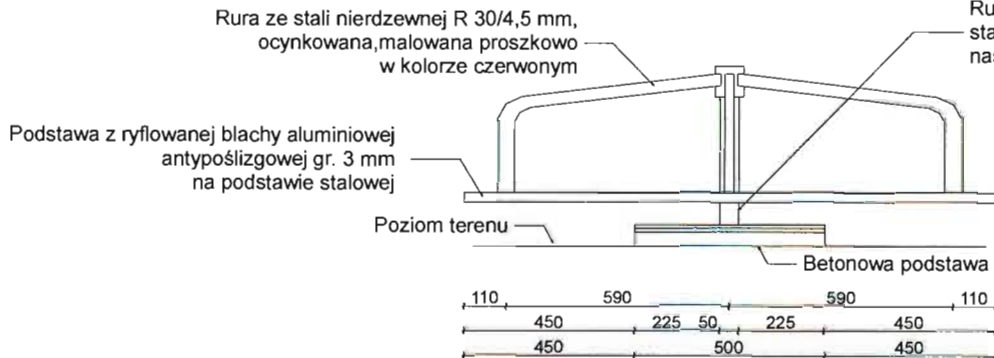 Rura ze stali nierdzewnej R 30/4,5 mm,
ocynkowana,malowana proszkowo
w kolorze czerwonym
Podstawa z ryflowanej blachy aluminiowej
antypoślizgowej gr. 3 mm
na podstawie stalowej
Poziom terenu
Betonowa podstawa
110 590 590 110
450 225 50 225 450
450 500 450